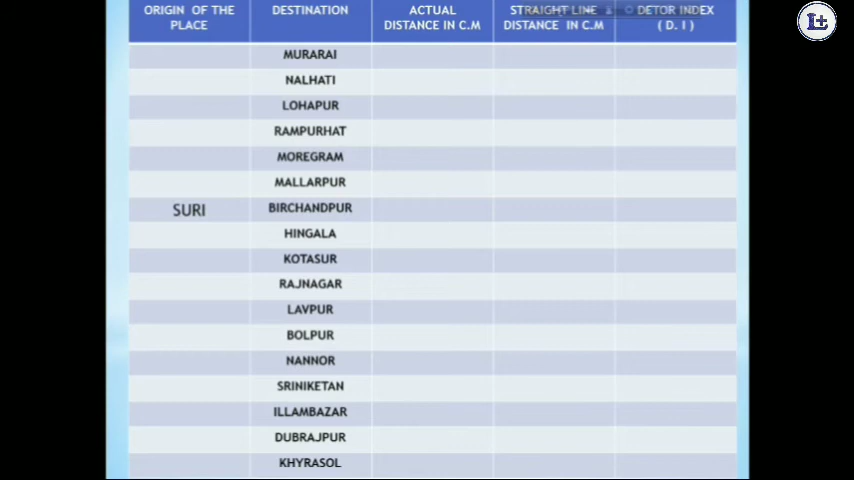 ORIGIN OF THE PLACE
DESTINATION
ACTUAL DISTANCE IN C.M
STRAIGHT LINE DISTANCE IN C.M
DETOR INDEX ( D. I )
MURARAI
NALHATI
LOHAPUR
RAMPURHAT
MOREGRAM
MALLARPUR
SURI
BIRCHANDPUR
HINGALA
KOTASUR
RAJNAGAR
LAVPUR
BOLPUR
NANNOR
SRINIKETAN
ILLAMBAZAR
DUBRAJPUR
KHYRASOL
L+